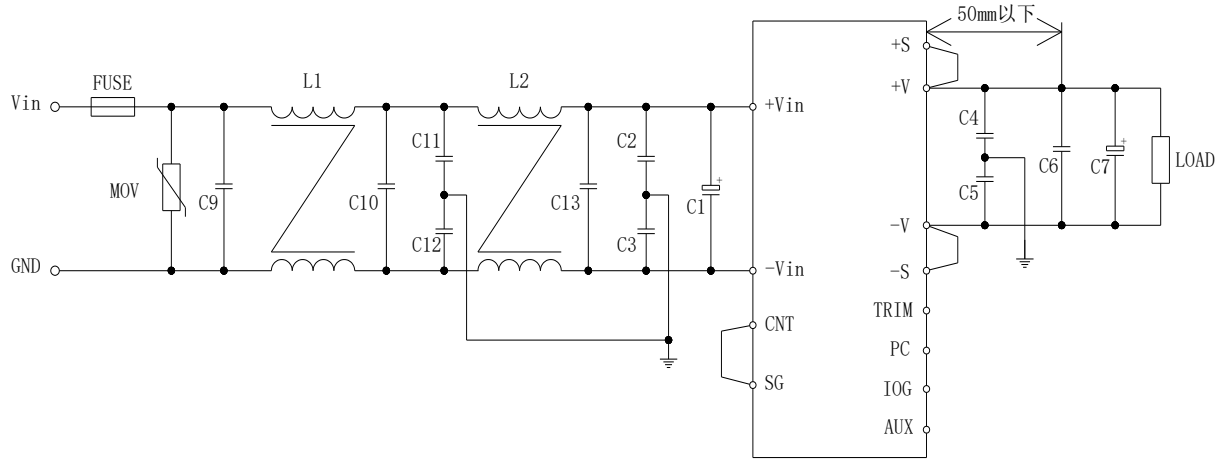 50mm以下
+S
FUSE
L1
L2
+V
Vin
+Vin
C4
C11
C2
+
+
C6
C7
LOAD
MOV
C9
C10
C13
C1
C5
C12
C3
-V
GND
-Vin
-S
TRIM
CNT
PC
SG
IOG
AUX